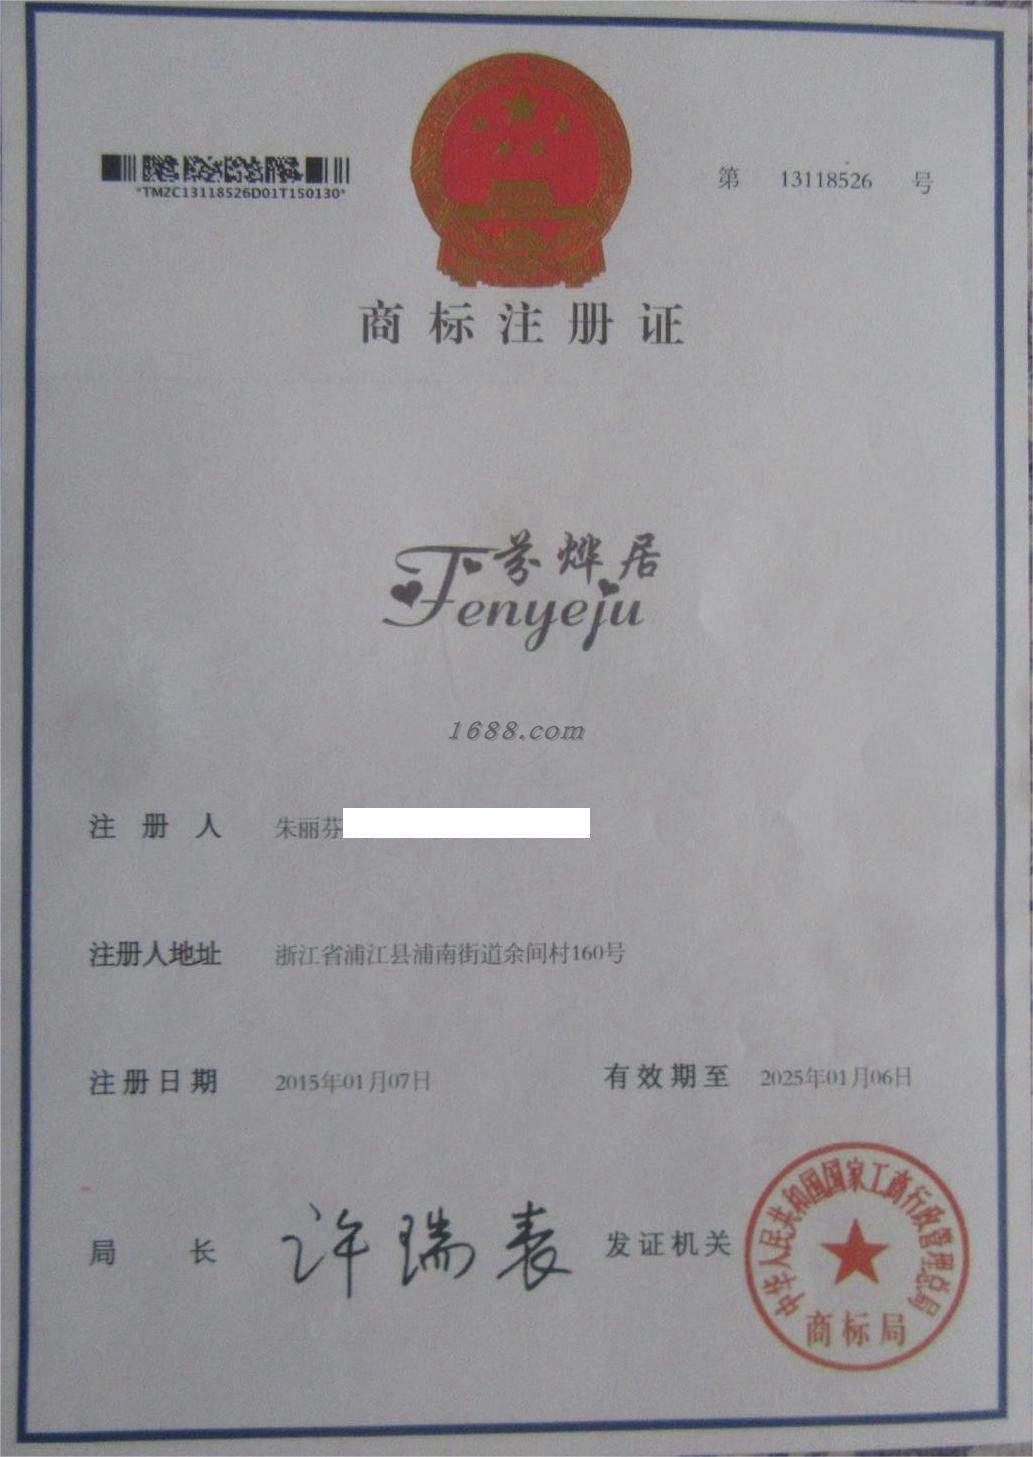 *TMZC13118526D01T150130*
第 13118526 号
商标注册证
芬烨居
Fenyeju
1688.com
注册人 朱丽芬
注册人地址 浙江省浦江县浦南街道余间村160号
注册日期 2015年01月07日 有效期至 2025年01月06日
局长 许瑞表 发证机关
中华人民共和国国家工商行政管理总局
商标局